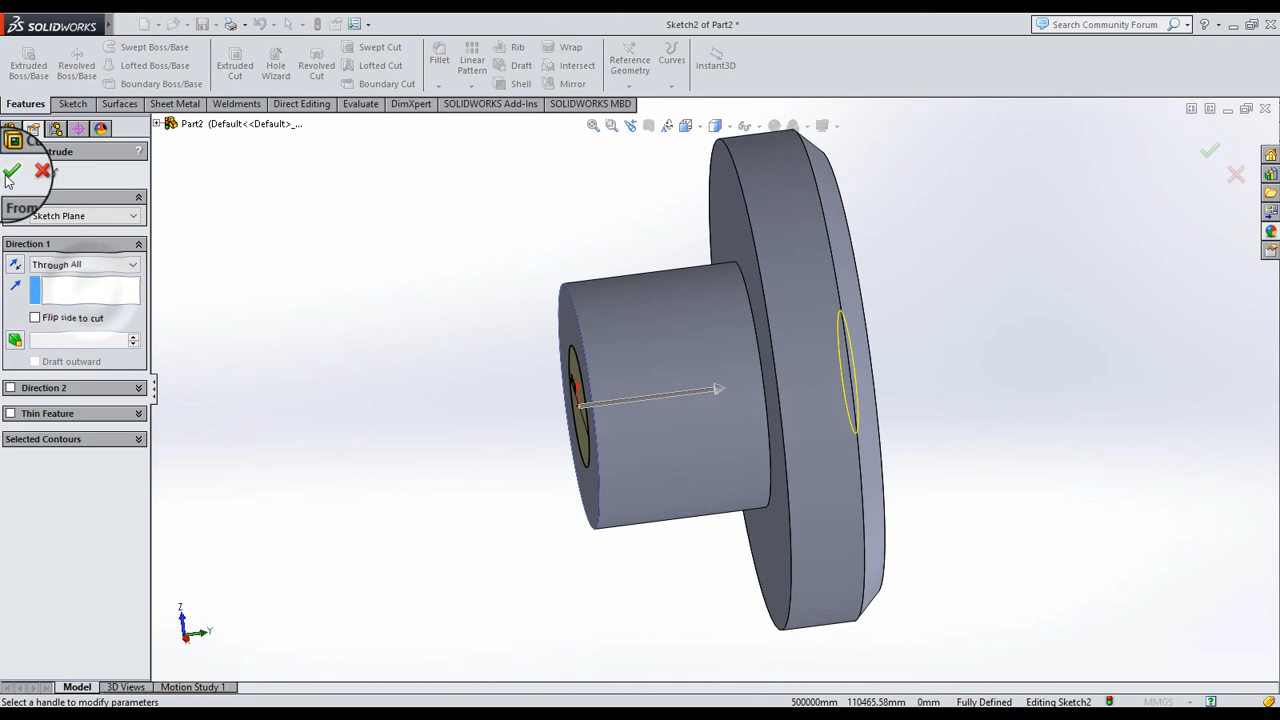 SOLIDWORKS
Sketch2 of Part2 *
Search Community Forum
Extruded Boss/Base
Revolved Boss/Base
Swept Boss/Base
Lofted Boss/Base
Boundary Boss/Base
Extruded Cut
Hole Wizard
Revolved Cut
Swept Cut
Lofted Cut
Boundary Cut
Fillet
Linear Pattern
Rib
Draft
Shell
Wrap
Intersect
Mirror
Reference Geometry
Curves
Instant3D
Features
Sketch
Surfaces
Sheet Metal
Weldments
Direct Editing
Evaluate
DimXpert
SOLIDWORKS Add-Ins
SOLIDWORKS MBD
Part2 (Default<<Default>_...
From
Sketch Plane
Direction 1
Through All
Flip side to cut
Draft outward
Direction 2
Thin Feature
Selected Contours
Z
Y
Model
3D Views
Motion Study 1
Select a handle to modify parameters
500000mm
110465.58mm
0mm
Fully Defined
Editing Sketch2
MMGS